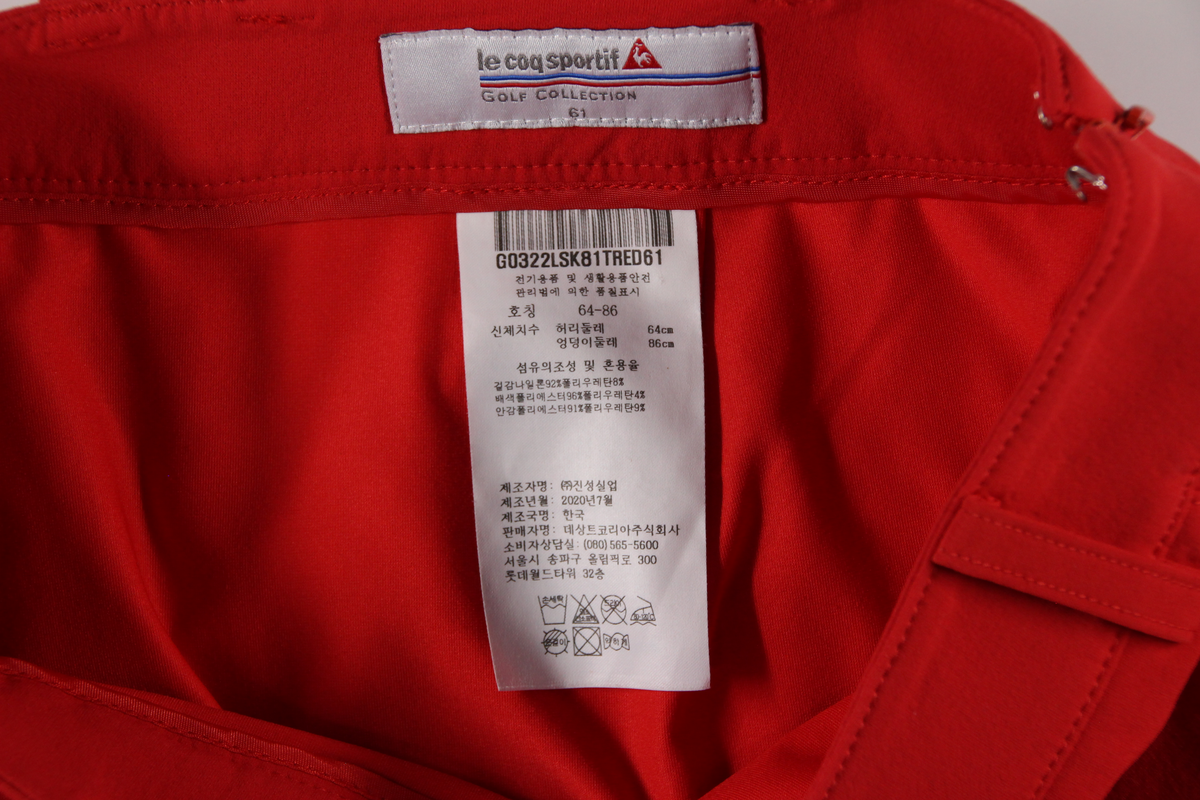 le coq sportif
GOLF COLLECTION
61
G0322LSK81TRED61
전기용품 및 생활용품안전
관리법에 의한 품질표시
호칭 64-86
신체치수 허리둘레 64cm
엉덩이둘레 86cm
섬유의조성 및 혼용율
겉감나일론92%폴리우레탄8%
배색폴리에스터96%폴리우레탄4%
안감폴리에스터91%폴리우레탄9%
제조자명: ㈜진성실업
제조년월: 2020년7월
제조국명: 한국
판매자명: 데상트코리아주식회사
소비자상담실: (080)565-5600
서울시 송파구 올림픽로 300
롯데월드타워 32층
손세탁
약하게